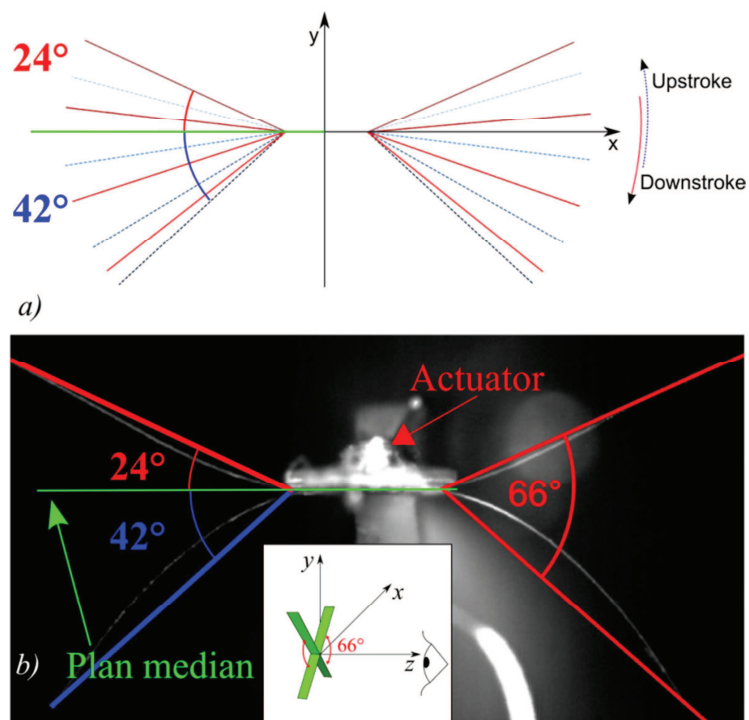 y
24°
Upstroke
x
Downstroke
42°
a)
Actuator
24°
66°
42°
y
x
66°
z
b)
Plan median